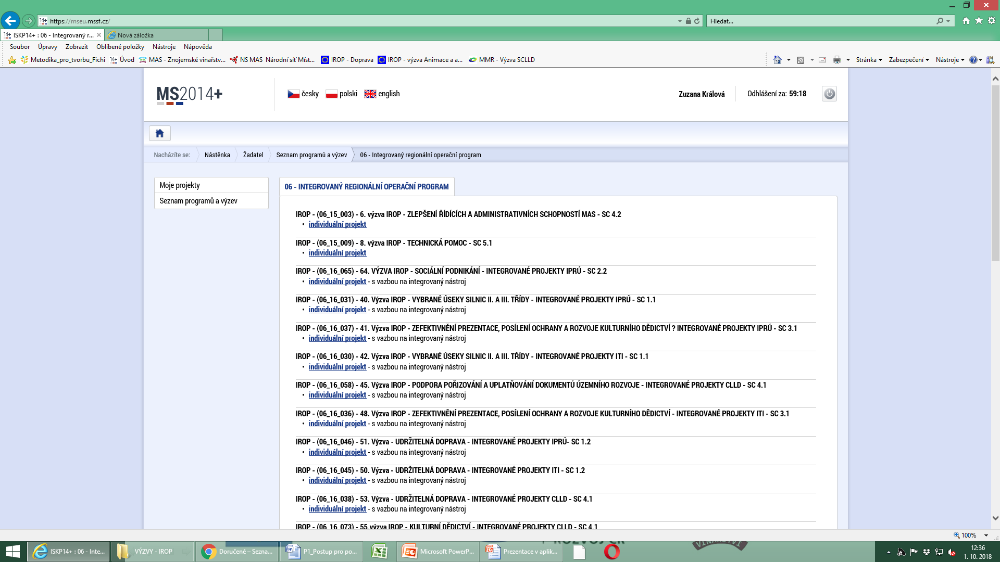 https://mseu.mssf.cz/
Hledat...
ISKP14+ : 06 - Integrovaný r...
Nová záložka
Soubor Úpravy Zobrazit Oblíbené položky Nástroje Nápověda
Metodika_pro_tvorbu_Fichi 14+ Úvod MAS - Znojemské vinařstv... NS MAS Národní síť Míst... IROP - Doprava IROP - výzva Animace a a... MMR - Výzva SCLLD
Stránka Zabezpečení Nástroje
MS2014+
česky polski english
Zuzana Králová
Odhlášení za: 59:18
Nacházíte se: Nástěnka Žadatel Seznam programů a výzev 06 - Integrovaný regionální operační program
Moje projekty
Seznam programů a výzev
06 - INTEGROVANÝ REGIONÁLNÍ OPERAČNÍ PROGRAM
IROP - (06_15_003) - 6. výzva IROP - ZLEPŠENÍ ŘÍDÍCÍCH A ADMINISTRATIVNÍCH SCHOPNOSTÍ MAS - SC 4.2
• individuální projekt
IROP - (06_15_009) - 8. výzva IROP - TECHNICKÁ POMOC - SC 5.1
• individuální projekt
IROP - (06_16_065) - 64. VÝZVA IROP - SOCIÁLNÍ PODNIKÁNÍ - INTEGROVANÉ PROJEKTY IPRÚ - SC 2.2
• individuální projekt - s vazbou na integrovaný nástroj
IROP - (06_16_031) - 40. Výzva IROP - VYBRANÉ ÚSEKY SILNIC II. A III. TŘÍDY - INTEGROVANÉ PROJEKTY IPRÚ - SC 1.1
• individuální projekt - s vazbou na integrovaný nástroj
IROP - (06_16_037) - 41. Výzva IROP - ZEFEKTIVNĚNÍ PREZENTACE, POSÍLENÍ OCHRANY A ROZVOJE KULTURNÍHO DĚDICTVÍ ? INTEGROVANÉ PROJEKTY IPRÚ - SC 3.1
• individuální projekt - s vazbou na integrovaný nástroj
IROP - (06_16_030) - 42. Výzva IROP - VYBRANÉ ÚSEKY SILNIC II. A III. TŘÍDY - INTEGROVANÉ PROJEKTY ITI - SC 1.1
• individuální projekt - s vazbou na integrovaný nástroj
IROP - (06_16_058) - 45. Výzva IROP - PODPORA POŘIZOVÁNÍ A UPLATŇOVÁNÍ DOKUMENTŮ ÚZEMNÍHO ROZVOJE - INTEGROVANÉ PROJEKTY CLLD - SC 4.1
• individuální projekt - s vazbou na integrovaný nástroj
IROP - (06_16_036) - 48. Výzva IROP - ZEFEKTIVNĚNÍ PREZENTACE, POSÍLENÍ OCHRANY A ROZVOJE KULTURNÍHO DĚDICTVÍ - INTEGROVANÉ PROJEKTY ITI - SC 3.1
• individuální projekt - s vazbou na integrovaný nástroj
IROP - (06_16_046) - 51. Výzva - UDRŽITELNÁ DOPRAVA - INTEGROVANÉ PROJEKTY IPRÚ- SC 1.2
• individuální projekt - s vazbou na integrovaný nástroj
IROP - (06_16_045) - 50. Výzva - UDRŽITELNÁ DOPRAVA - INTEGROVANÉ PROJEKTY ITI - SC 1.2
• individuální projekt - s vazbou na integrovaný nástroj
IROP - (06_16_038) - 53. Výzva - UDRŽITELNÁ DOPRAVA - INTEGROVANÉ PROJEKTY CLLD - SC 4.1
• individuální projekt - s vazbou na integrovaný nástroj
IROP - (06_16_073) - 55.výzva IROP - KULTURNÍ DĚDICTVÍ - INTEGROVANÉ PROJEKTY CLLD - SC 4.1
100%
ISKP14+ : 06 - Inte... VÝZVY - IROP Doručené – Sezna... P1_Postup pro po... Microsoft PowerP... Prezentace v aplik...
12:36
1. 10. 2018